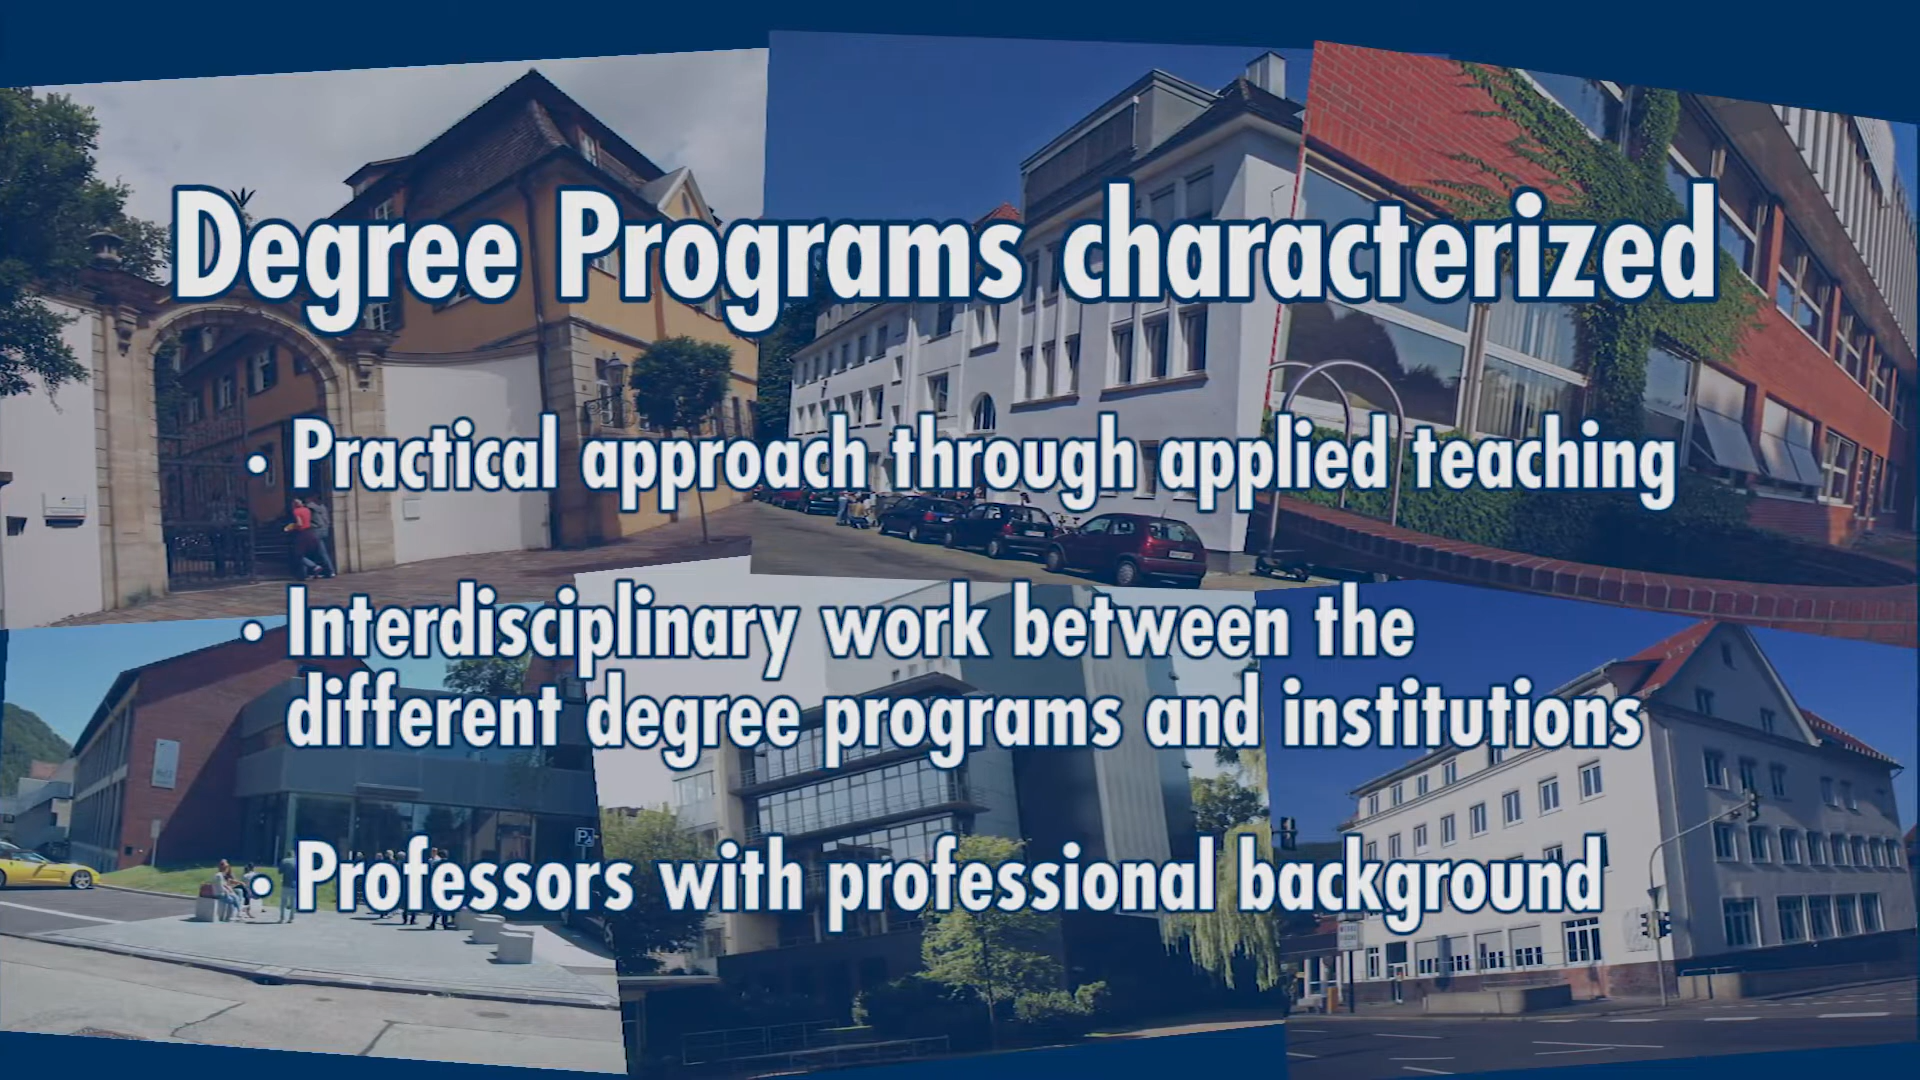 Degree Programs characterized
• Practical approach through applied teaching
• Interdisciplinary work between the
different degree programs and institutions
• Professors with professional background